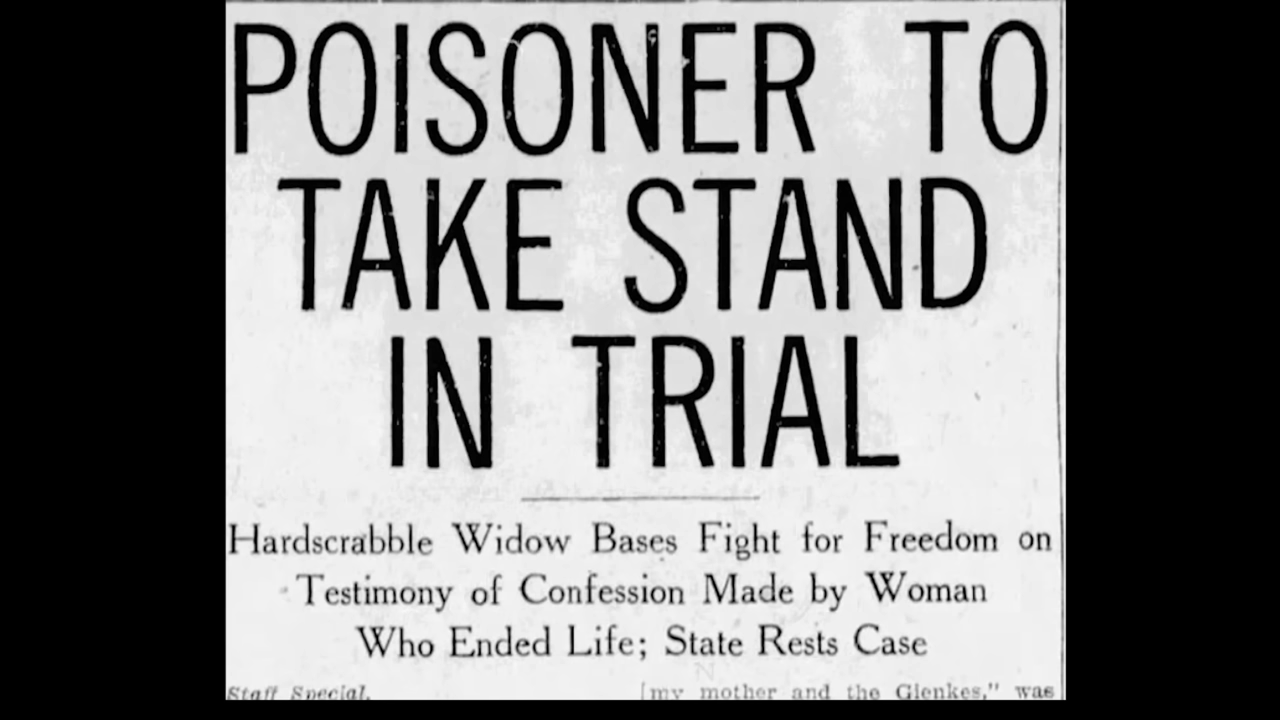 POISONER TO
TAKE STAND
IN TRIAL
Hardscrabble Widow Bases Fight for Freedom on
Testimony of Confession Made by Woman
Who Ended Life; State Rests Case
Staff Special.
[my mother and the Glenkes," was